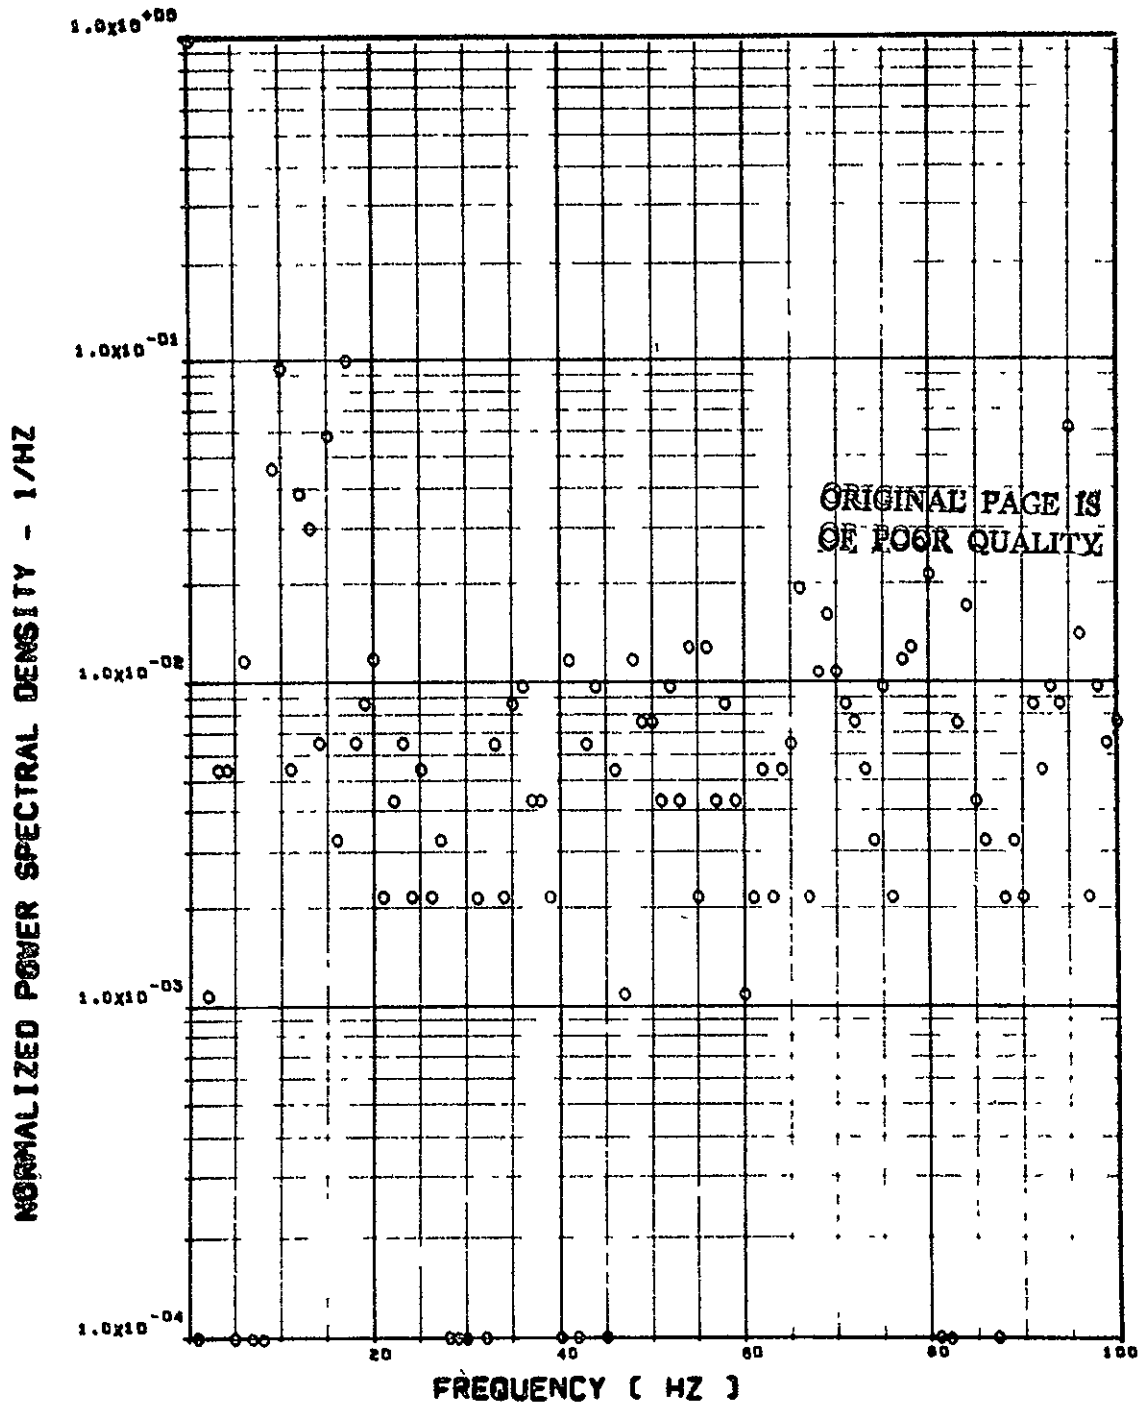 1.0X10+00
1.0X10-01
1.0X10-02
1.0X10-03
1.0X10-04
NORMALIZED POWER SPECTRAL DENSITY - 1/HZ
ORIGINAL PAGE IS
OF POOR QUALITY
20 40 60 80 100
FREQUENCY ( HZ )